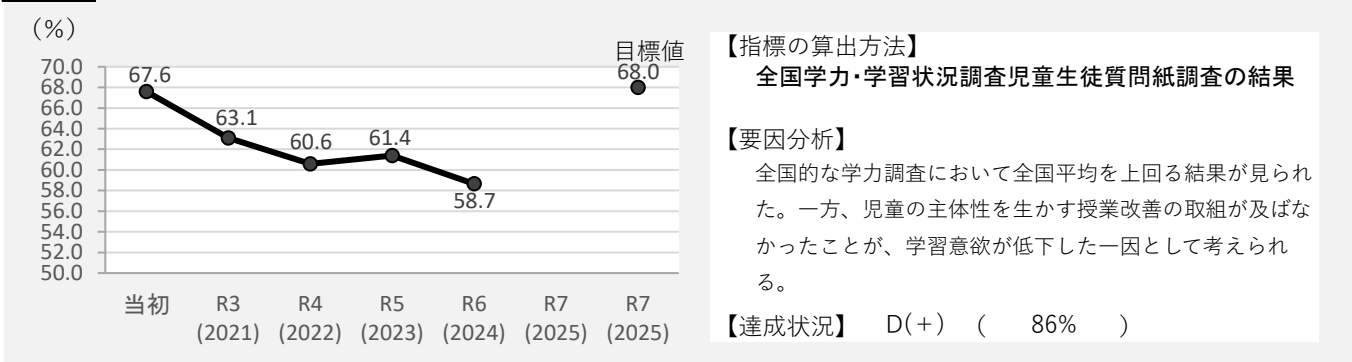 （%）
目標値
70.0
68.0
66.0
64.0
62.0
60.0
58.0
56.0
54.0
52.0
50.0
67.6
63.1
60.6
61.4
58.7
68.0
当初 R3 R4 R5 R6 R7 R7
(2021) (2022) (2023) (2024) (2025) (2025)
【指標の算出方法】
全国学力・学習状況調査児童生徒質問紙調査の結果
【要因分析】
全国的な学力調査において全国平均を上回る結果が見られ
た。一方、児童の主体性を生かす授業改善の取組が及ばな
かったことが、学習意欲が低下した一因として考えられ
る。
【達成状況】 D(+) （ 86% ）